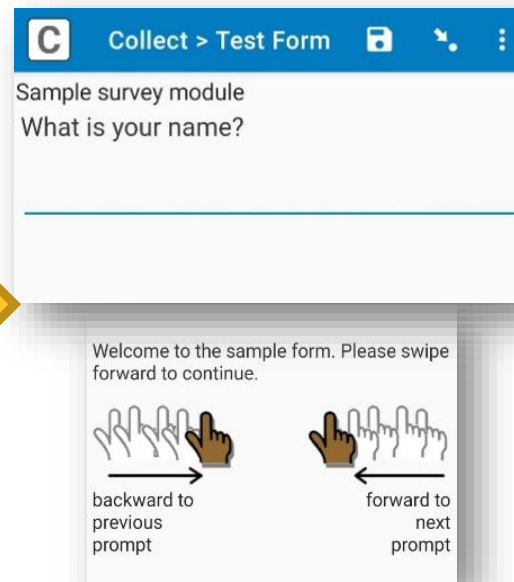 C Collect > Test Form
Sample survey module
What is your name?
Welcome to the sample form. Please swipe
forward to continue.
backward to
previous
prompt
forward to
next
prompt